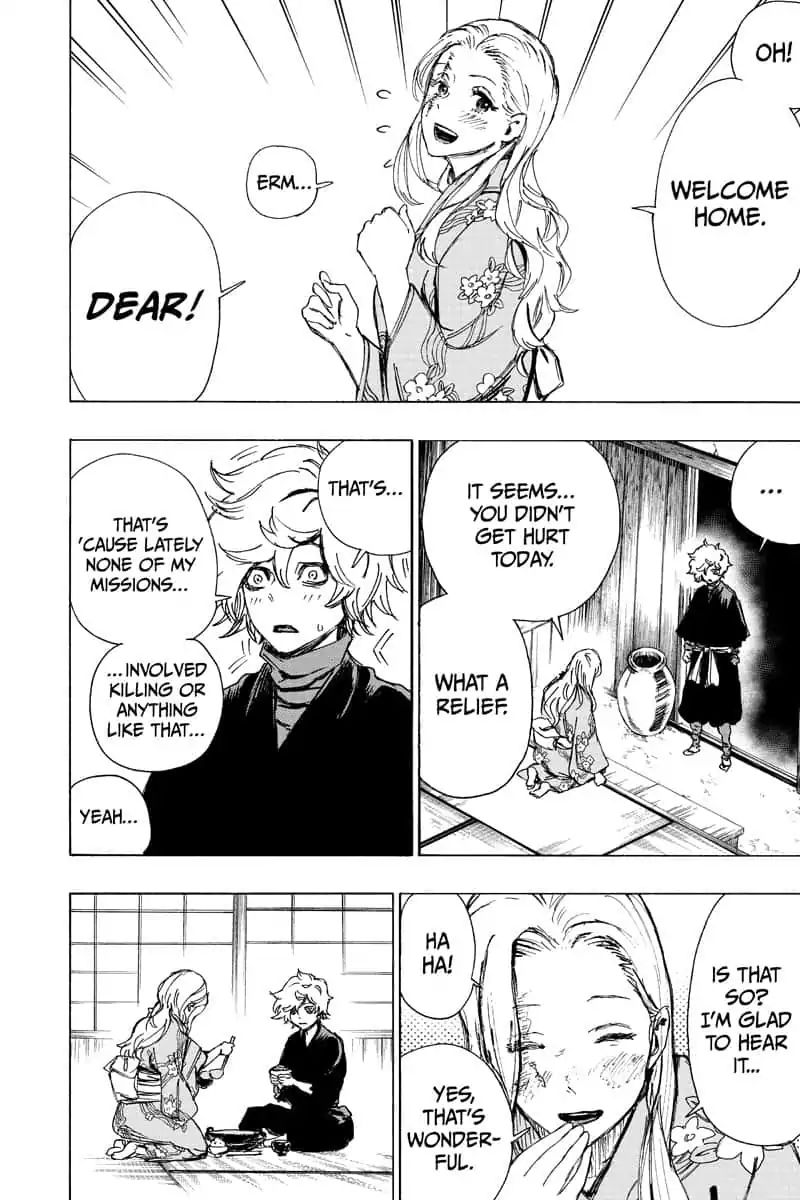 OH!
WELCOME
HOME.
ERM...
DEAR!
...
IT SEEMS...
YOU DIDN'T
GET HURT
TODAY.
WHAT A
RELIEF.
THAT'S...
THAT'S
'CAUSE LATELY
NONE OF MY
MISSIONS...
...INVOLVED
KILLING OR
ANYTHING
LIKE THAT...
YEAH...
IS THAT
SO?
I'M GLAD
TO HEAR
IT...
HA
HA!
YES,
THAT'S
WONDER-
FUL.